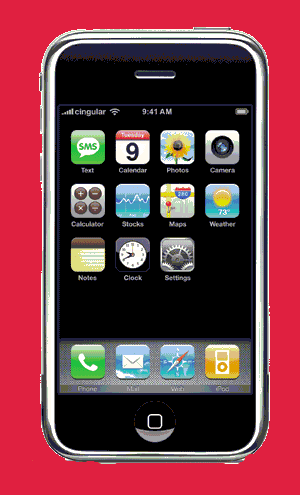 cingular 9:41 AM
SMS Tuesday 9 280
Text Calendar Photos Camera
73°
Calculator Stocks Maps Weather
Notes Clock Settings
Phone Mail Web iPod